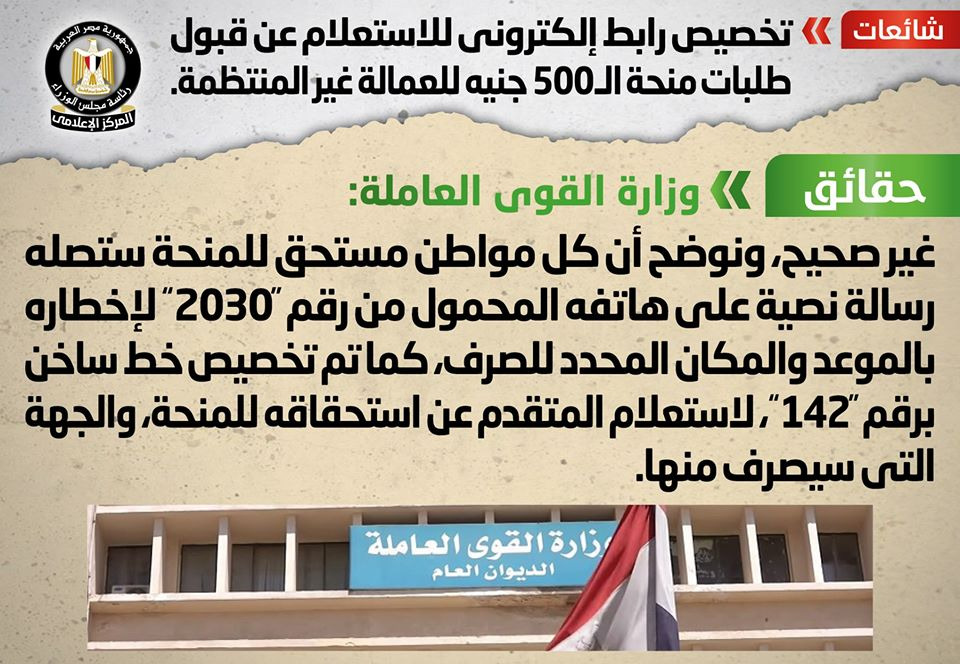 شائعات
تخصيص رابط إلكترونى للاستعلام عن قبول
طلبات منحة الـ 500 جنيه للعمالة غير المنتظمة.
جمهورية مصر العربية
رئاسة مجلس الوزراء
المركز الإعلامى
حقائق
وزارة القوى العاملة:
غير صحيح، ونوضح أن كل مواطن مستحق للمنحة ستصله
رسالة نصية على هاتفه المحمول من رقم "2030" لإخطاره
بالموعد والمكان المحدد للصرف، كما تم تخصيص خط ساخن
برقم "142"، لاستعلام المتقدم عن استحقاقه للمنحة، والجهة
التى سيصرف منها.
وزارة القوى العاملة
الديوان العام